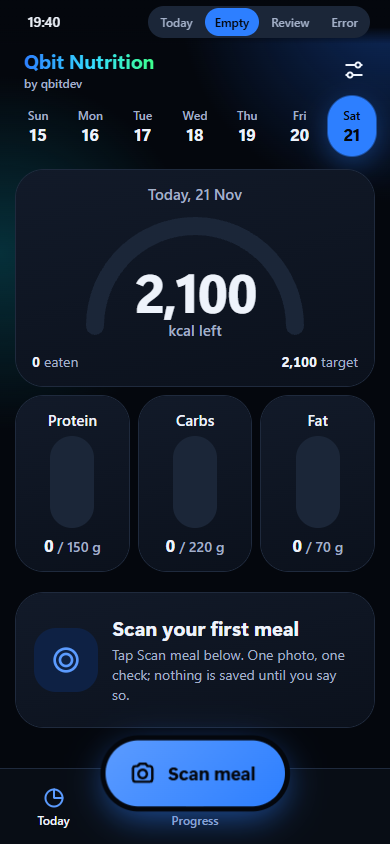 19:40
Today Empty Review Error
Qbit Nutrition
by qbitdev
Sun Mon Tue Wed Thu Fri Sat
15 16 17 18 19 20 21
Today, 21 Nov
2,100
kcal left
0 eaten 2,100 target
Protein Carbs Fat
0 / 150 g 0 / 220 g 0 / 70 g
Scan your first meal
Tap Scan meal below. One photo, one
check; nothing is saved until you say
so.
Scan meal
Today Progress